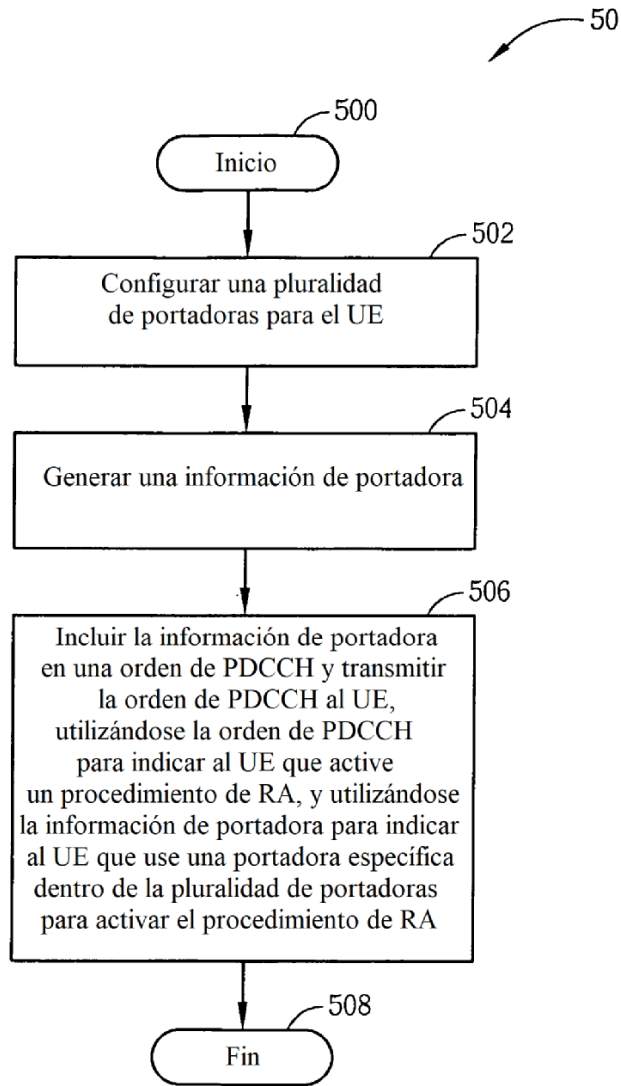 50
500
Inicio
502
Configurar una pluralidad
de portadoras para el UE
504
Generar una información de portadora
506
Incluir la información de portadora
en una orden de PDCCH y transmitir
la orden de PDCCH al UE,
utilizándose la orden de PDCCH
para indicar al UE que active
un procedimiento de RA, y utilizándose
la información de portadora para indicar
al UE que use una portadora específica
dentro de la pluralidad de portadoras
para activar el procedimiento de RA
508
Fin